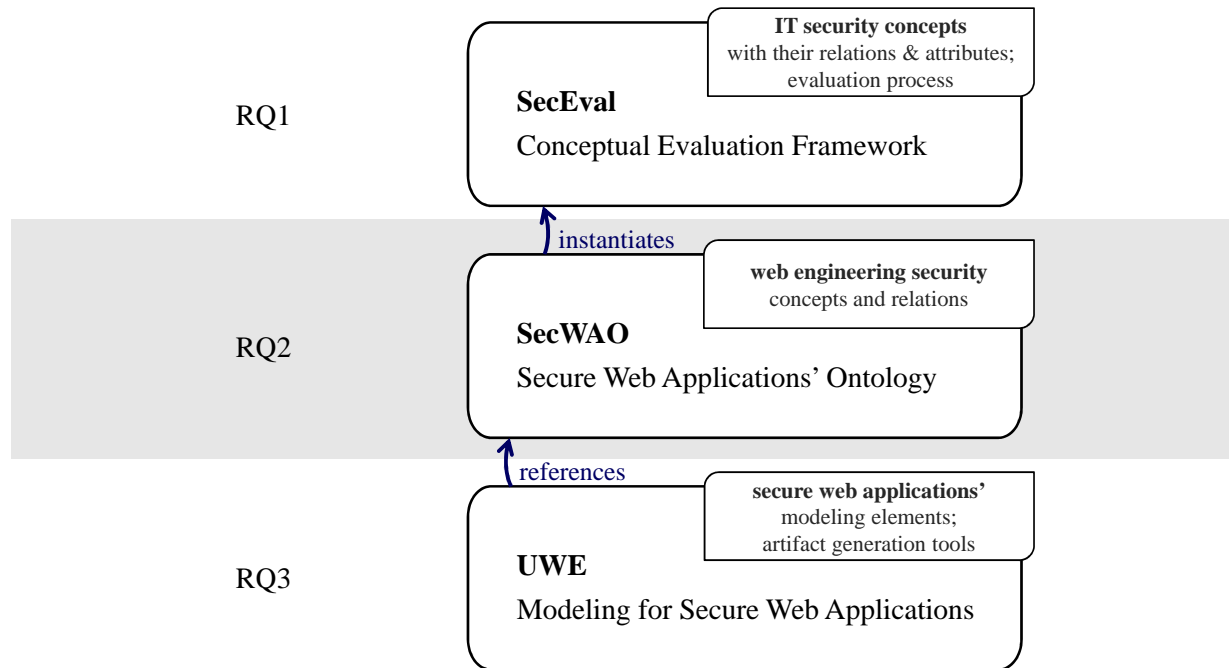 IT security concepts
with their relations & attributes;
evaluation process
RQ1
SecEval
Conceptual Evaluation Framework
instantiates
web engineering security
concepts and relations
RQ2
SecWAO
Secure Web Applications’ Ontology
references
secure web applications’
modeling elements;
artifact generation tools
RQ3
UWE
Modeling for Secure Web Applications